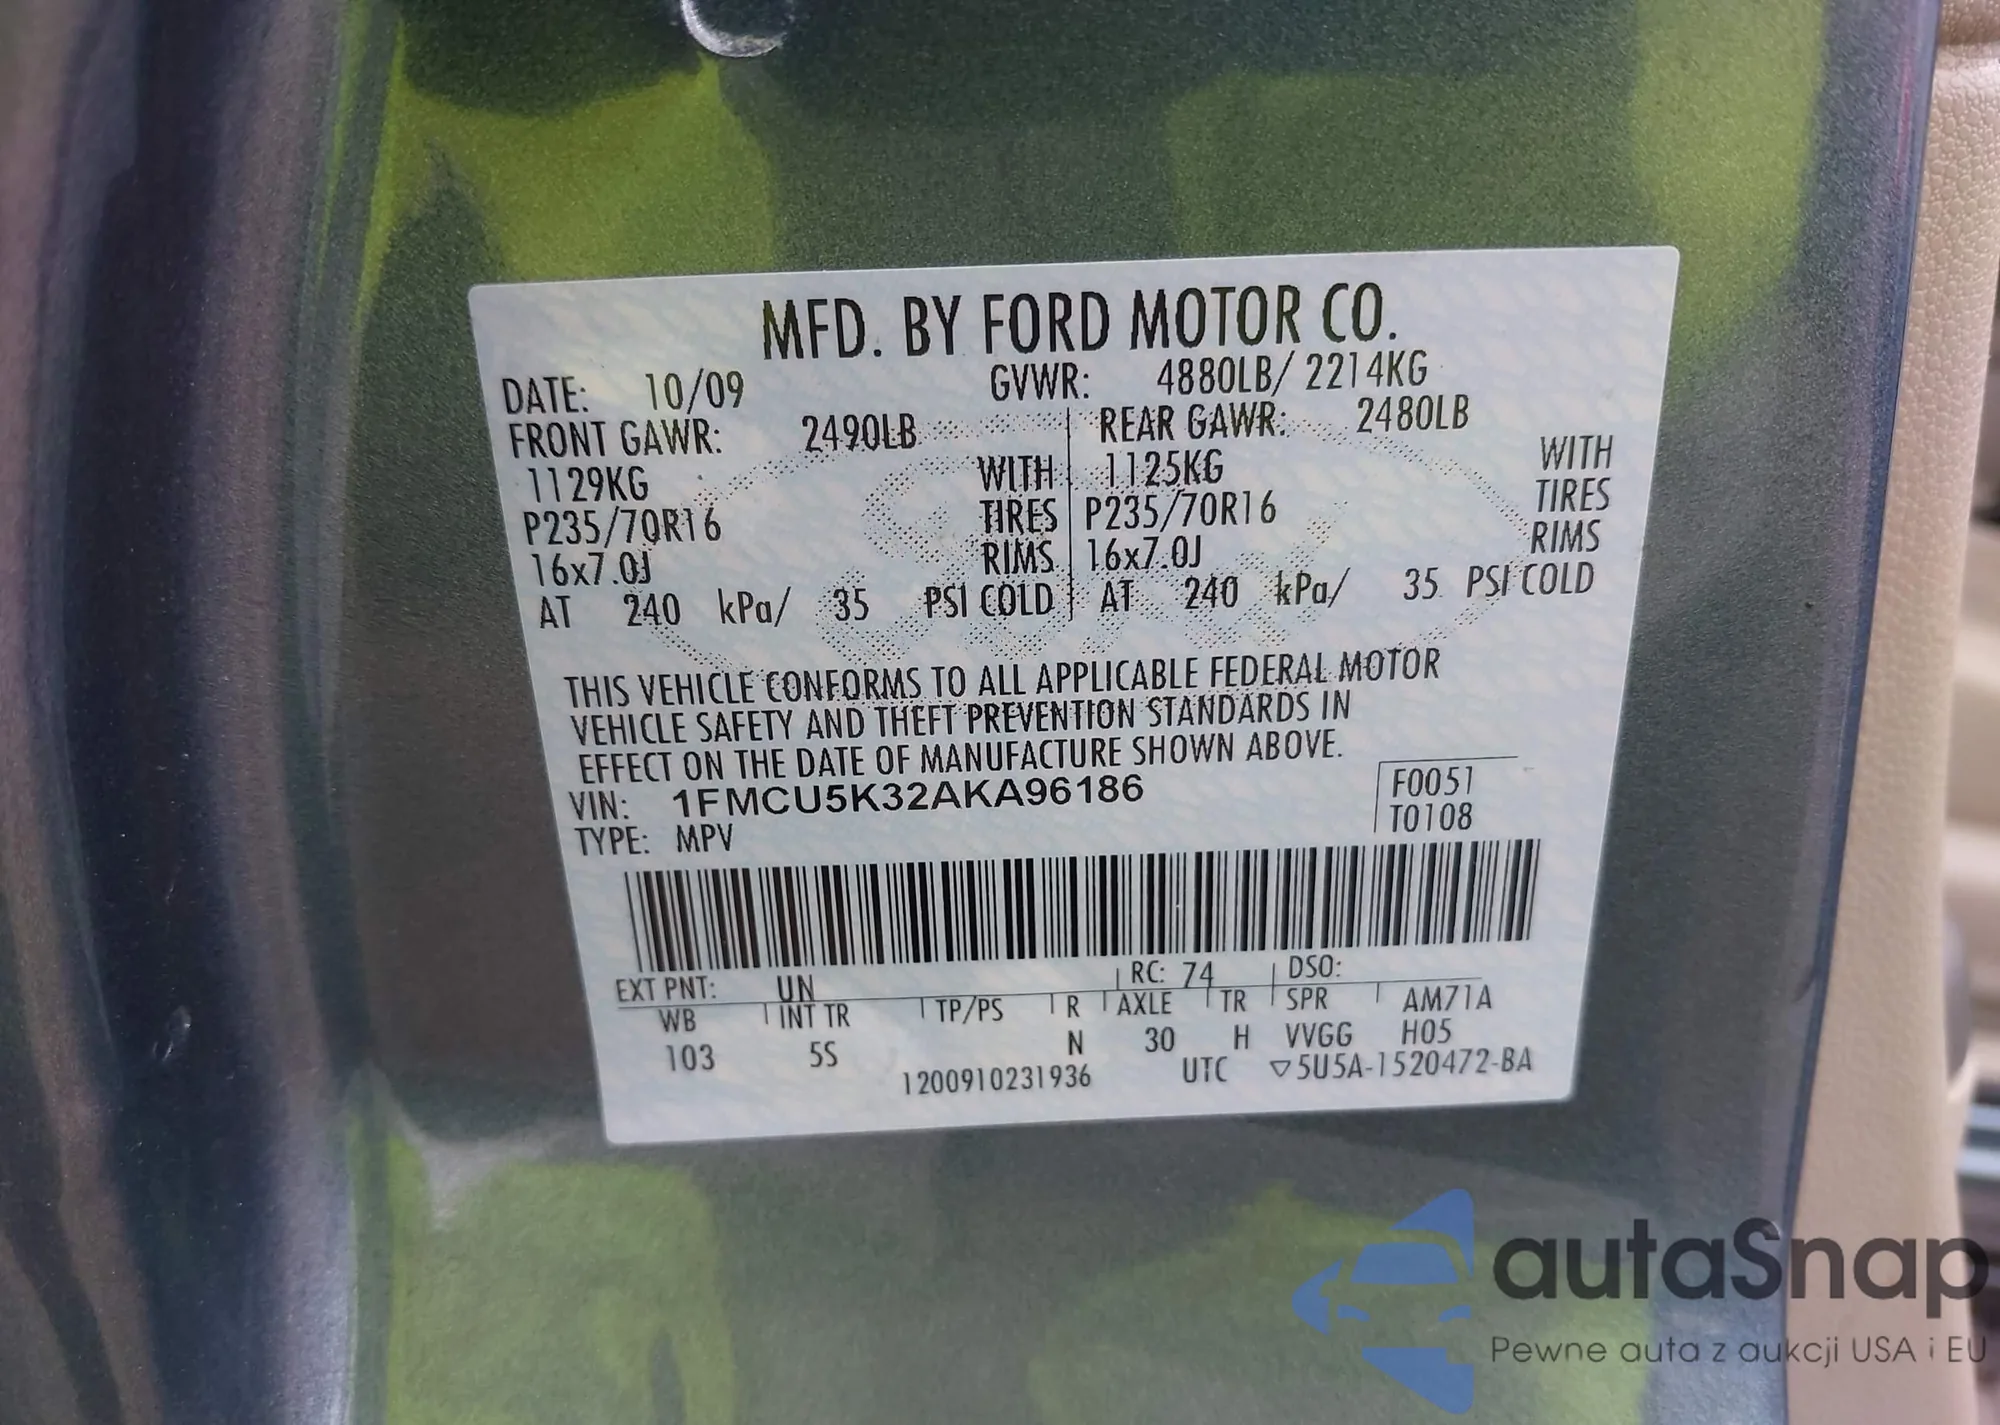 MFD. BY FORD MOTOR CO.
DATE: 10/09 GVWR: 4880LB/ 2214KG
FRONT GAWR: 2490LB REAR GAWR: 2480LB
1129KG WITH 1125KG WITH
P235/70R16 TIRES P235/70R16 TIRES
16x7.0J RIMS 16x7.0J RIMS
AT 240 kPa/ 35 PSI COLD AT 240 kPa/ 35 PSI COLD
THIS VEHICLE CONFORMS TO ALL APPLICABLE FEDERAL MOTOR
VEHICLE SAFETY AND THEFT PREVENTION STANDARDS IN
EFFECT ON THE DATE OF MANUFACTURE SHOWN ABOVE.
VIN: 1FMCU5K32AKA96186 F0051
TYPE: MPV T0108
EXT PNT: UN RC: 74 DSO:
WB INT TR TP/PS R AXLE TR SPR AM71A
103 5S N 30 H VVGG H05
1200910231936 UTC ▽5U5A-1520472-BA
autaSnap
Pewne auta z aukcji USA i EU